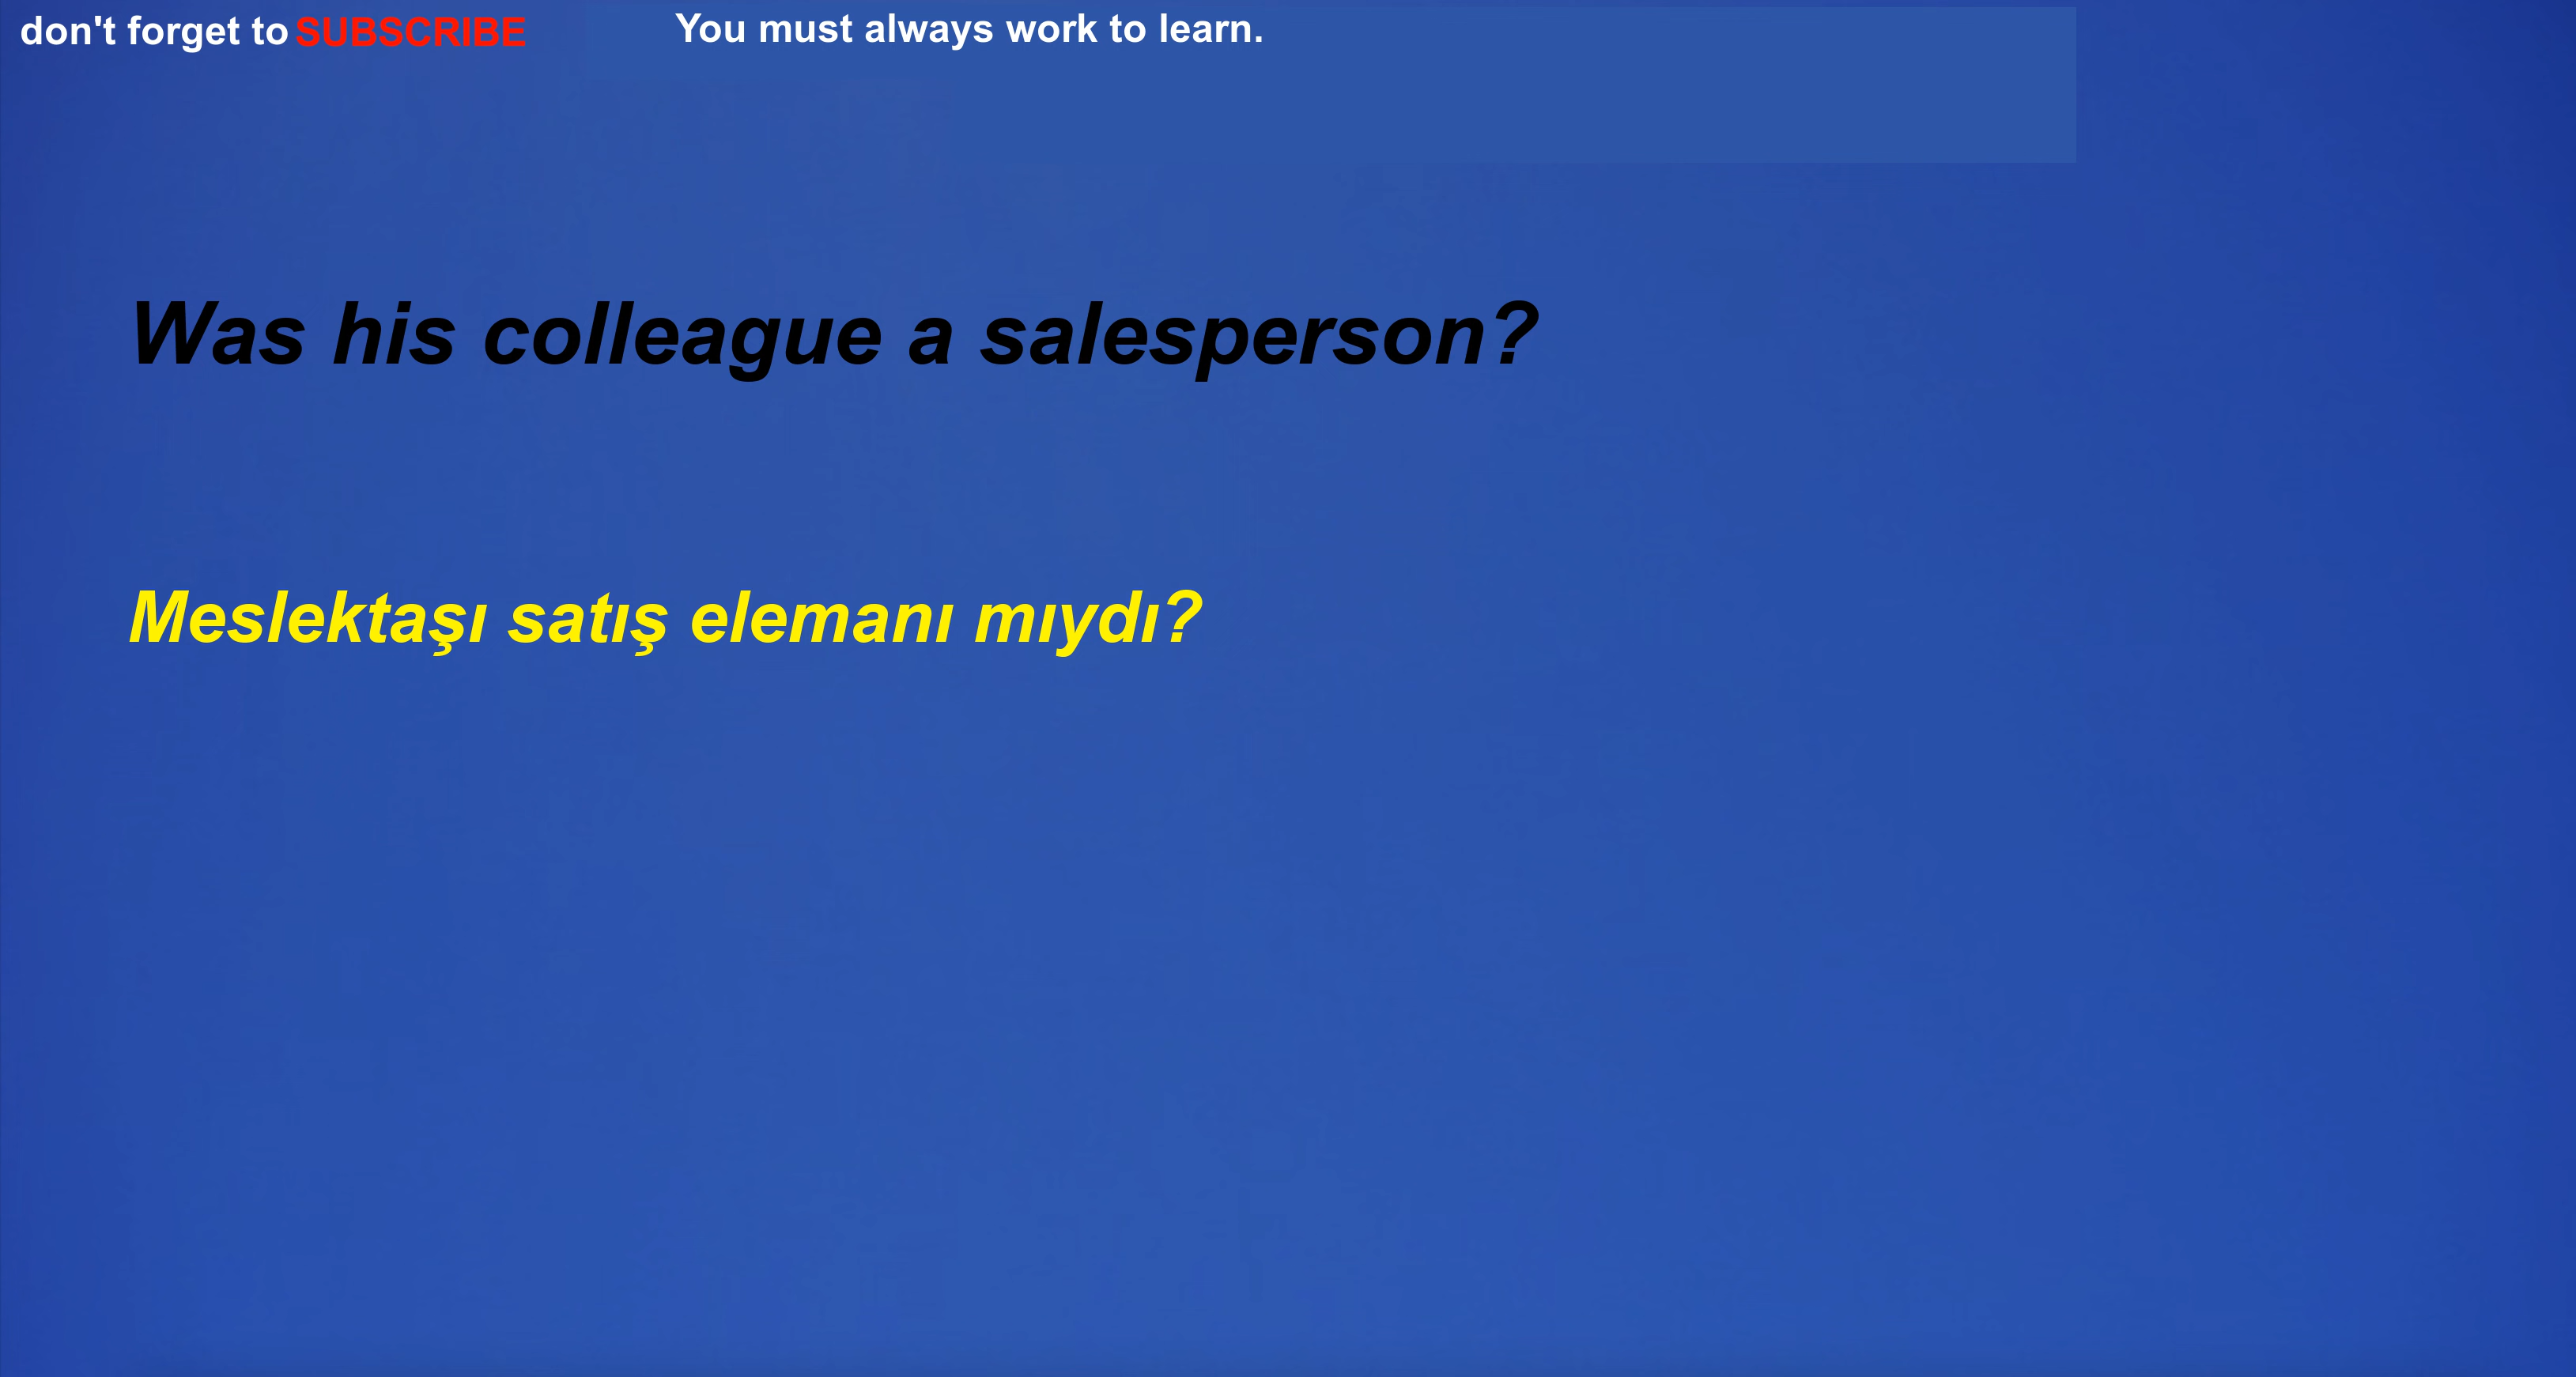 don't forget to SUBSCRIBE
You must always work to learn.
Was his colleague a salesperson?
Meslektaşı satış elemanı mıydı?